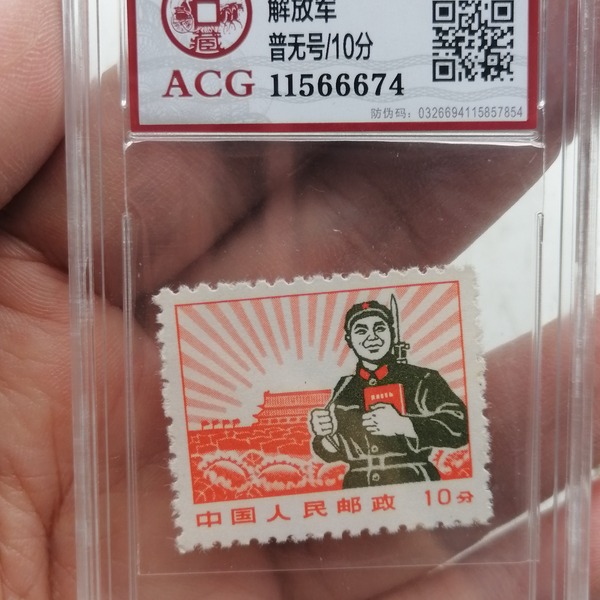 藏
解放军
普无号/10分
ACG 11566674
防伪码: 0326694115857854
中国人民邮政 10分